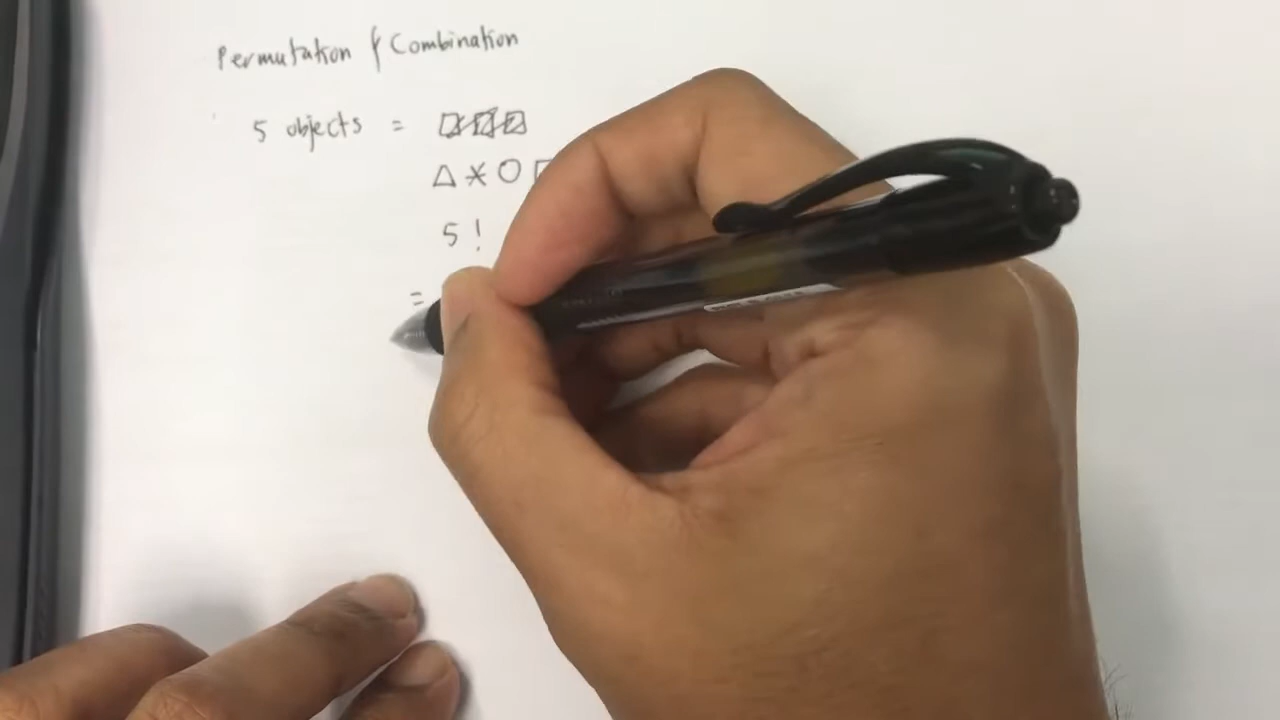 Permutation & Combination
5 objects =
5!
=